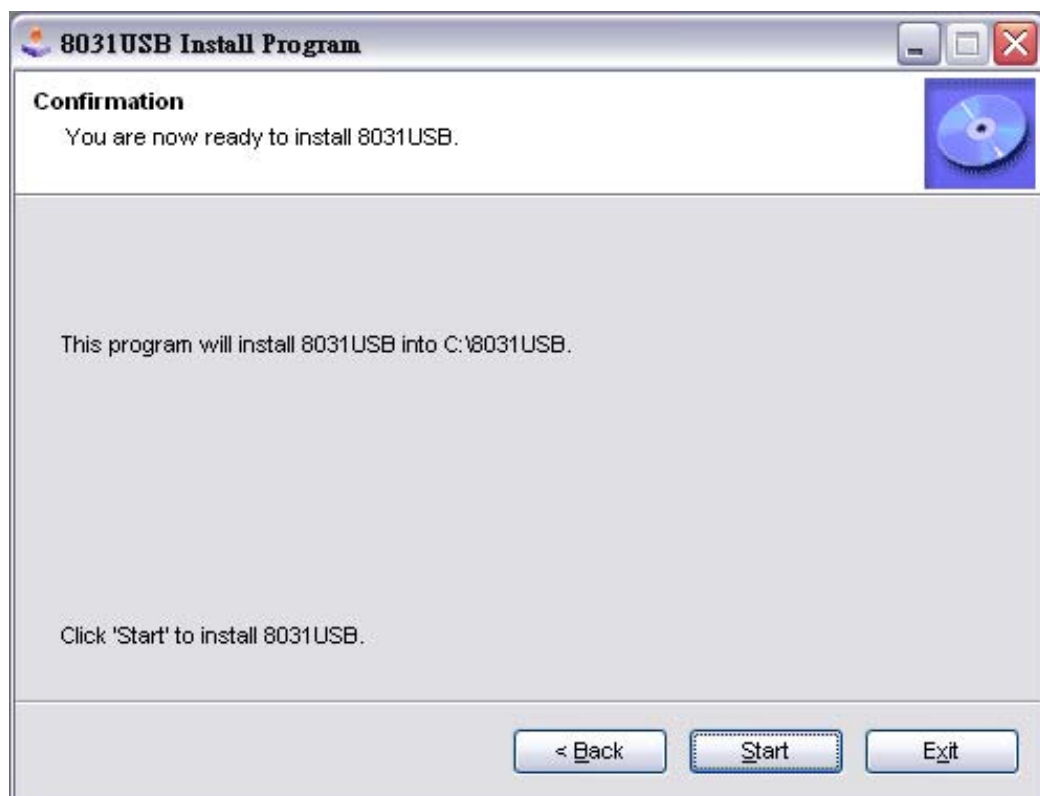 8031USB Install Program
Confirmation
You are now ready to install 8031USB.
This program will install 8031USB into C:\8031USB.
Click 'Start' to install 8031USB.
< Back
Start
Exit